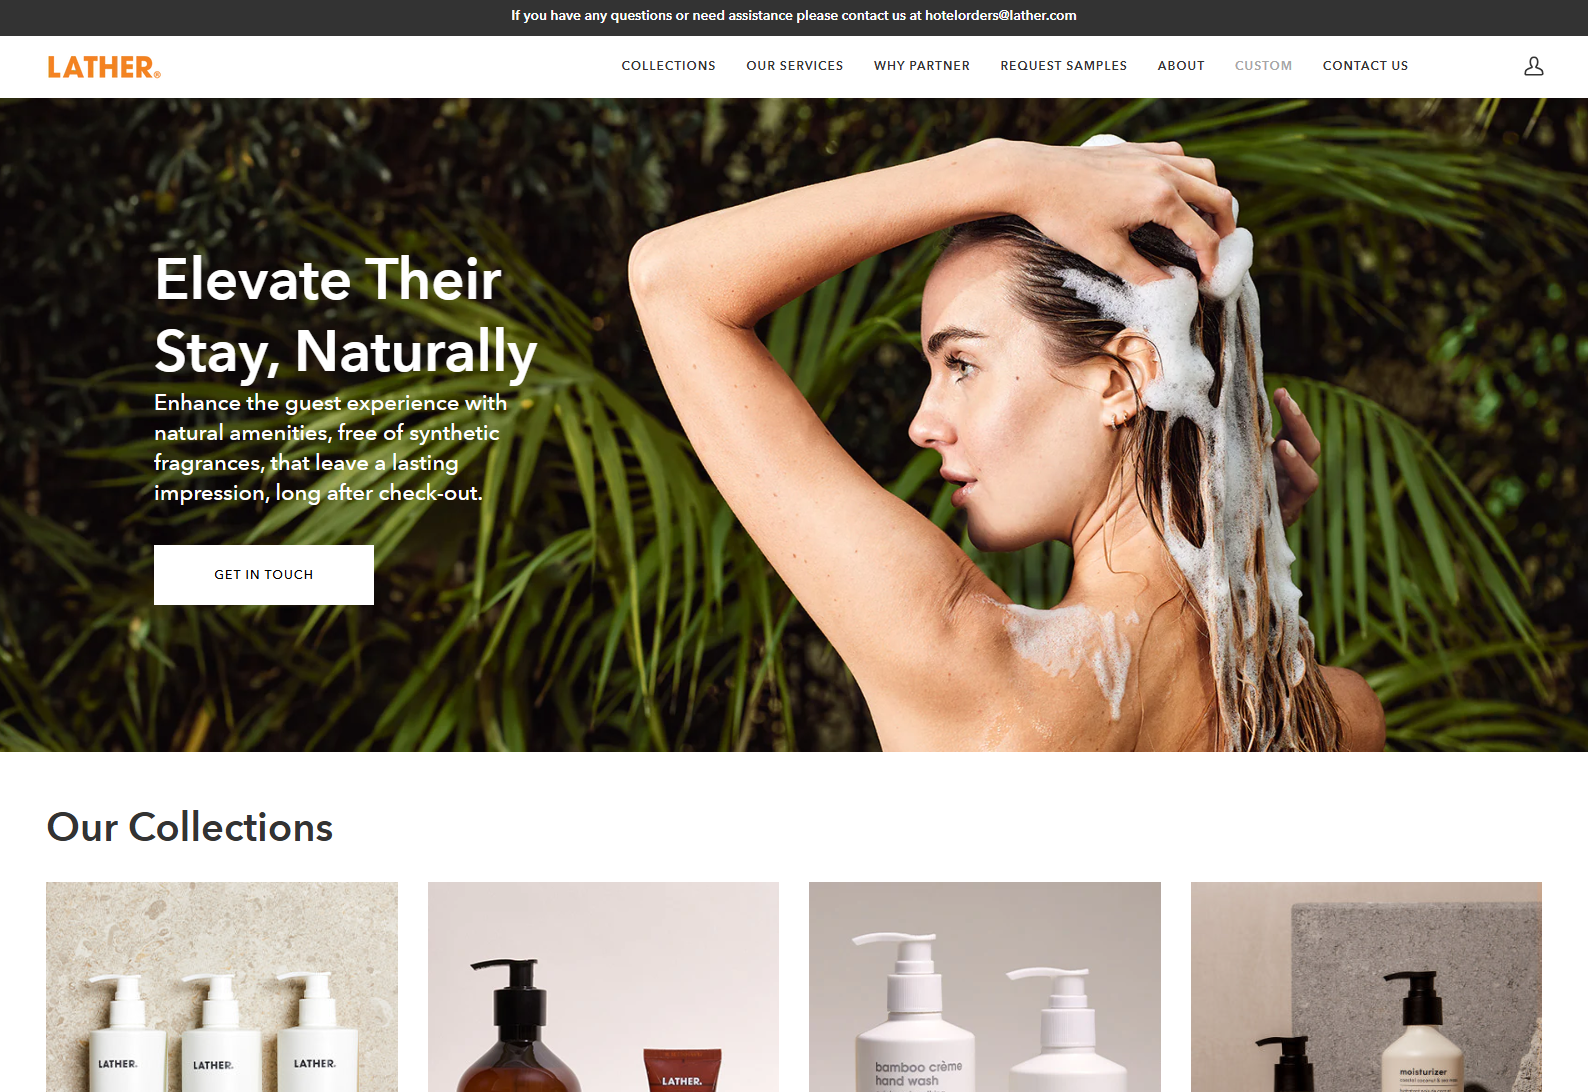 If you have any questions or need assistance please contact us at hotelorders@lather.com
LATHER®
COLLECTIONS
OUR SERVICES
WHY PARTNER
REQUEST SAMPLES
ABOUT
CUSTOM
CONTACT US
Elevate Their
Stay, Naturally
Enhance the guest experience with
natural amenities, free of synthetic
fragrances, that leave a lasting
impression, long after check-out.
GET IN TOUCH
Our Collections
LATHER.
LATHER.
LATHER.
LATHER.
bamboo crème
hand wash
moisturizer